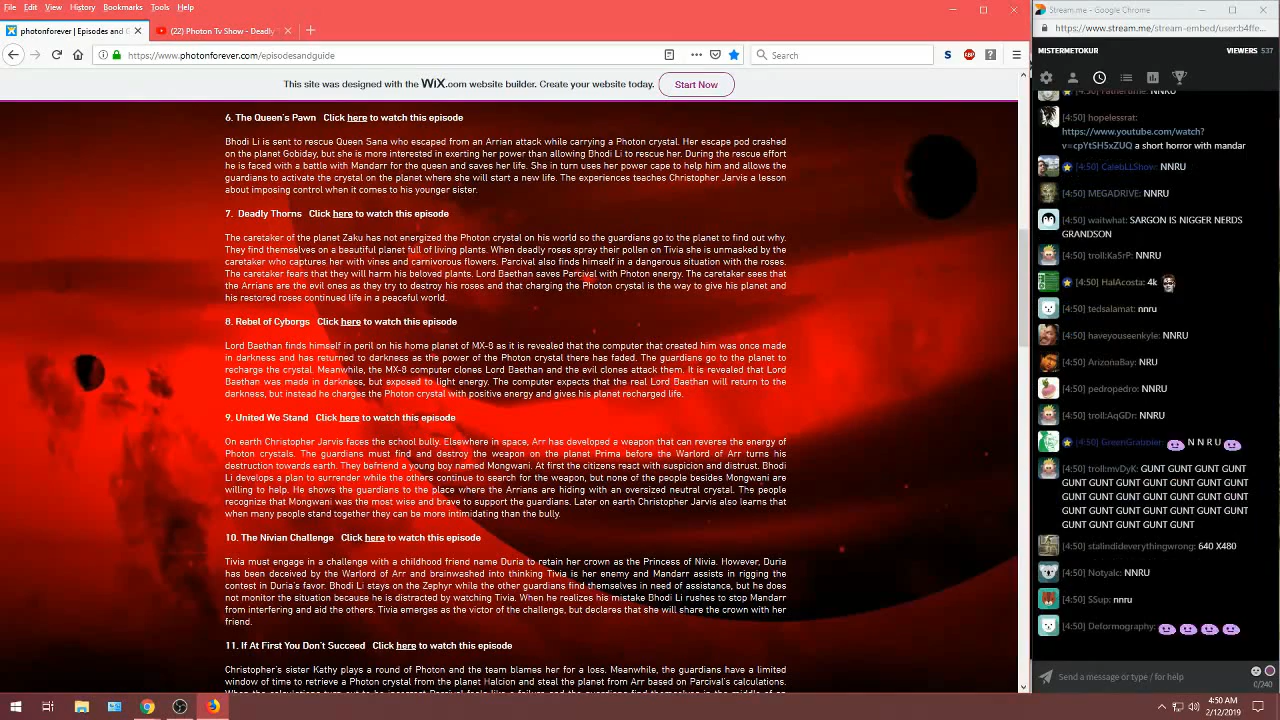 File Edit View History Bookmarks Tools Help
photonforever | Episodes and G
(22) Photon Tv Show - Deadly
https://www.photonforever.com/episodesandguide
Search
This site was designed with the WiX.com website builder. Create your website today. Start Now
6. The Queen's Pawn Click here to watch this episode
Bhodi Li is sent to rescue Queen Sana who escaped from an Arrian attack while carrying a Photon crystal. Her escape pod crashed
on the planet Gobiday, but she is more interested in exerting her power than allowing Bhodi Li to rescue her. During the rescue effort
he is faced with a battle with Mandarr for the queen and saves her life. She in turn uses her power cape to help him and allows the
guardians to activate the crystal on the planet where she will start a new life. The experiences teaches Christopher Jarvis a lesson
about imposing control when it comes to his younger sister.
7. Deadly Thorns Click here to watch this episode
The caretaker of the planet Zaku has not energized the Photon crystal on his world so the guardians go to the planet to find out why.
They find themselves on a beautiful planet full of living plants. When deadly roses spray their pollen on Tivia she is unmasked by the
caretaker who captures her with vines and carnivorous flowers. Parcival also finds himself in a dangerous situation with the roses.
The caretaker fears that they will harm his beloved plants. Lord Baethan saves Parcival with Photon energy. The caretaker sees that
the Arrians are the evil ones as they try to destroy his roses and that charging the Photon crystal is the way to give his planet and
his restored roses continued life in a peaceful world.
8. Rebel of Cyborgs Click here to watch this episode
Lord Baethan finds himself in peril on his home planet of MX-8 as it is revealed that the computer that created him was once made
in darkness and has returned to darkness as the power of the Photon crystal there has faded. The guardians go to the planet to
recharge the crystal. Meanwhile, the MX-8 computer clones Lord Baethan and the evil clones attack them. It is revealed that Lord
Baethan was made in darkness, but exposed to light energy. The computer expects that the real Lord Baethan will return to the
darkness, but instead he charges the Photon crystal with positive energy and gives his planet recharged life.
9. United We Stand Click here to watch this episode
On earth Christopher Jarvis faces the school bully. Elsewhere in space, Arr has developed a weapon that can reverse the energy of
Photon crystals. The guardians must find and destroy the weapon on the planet Prima before the Warlord of Arr turns his
destruction towards earth. They befriend a young boy named Mongwani. At first the citizens react with suspicion and distrust. Bhodi
Li develops a plan to surrender while the others continue to search for the weapon, but none of the people besides Mongwani are
willing to help. He shows the guardians to the place where the Arrians are hiding with an oversized neutral crystal. The people
recognize that Mongwani was the most wise and brave to support the guardians. Later on earth Christopher Jarvis also learns that
when many people stand together they can be more intimidating than the bully.
10. The Nivian Challenge Click here to watch this episode
Tivia must engage in a challenge with a childhood friend name Duria to retain her crown as the Princess of Nivia. However, Duria
has been deceived by the Warlord of Arr and brainwashed into thinking Tivia is her enemy and Mandarr assists in rigging the
contest in Duria's favor. Bhodi Li stays on the Zephyr while the other guardians find themselves in need of assistance, but he does
not monitor the situation because he is distracted by watching Tivia. When he realizes his mistake Bhodi Li rushes to stop Mandarr
from interfering and aid the others. Tivia emerges as the victor of the challenge, but declares that she will share the crown with her
friend.
11. If At First You Don't Succeed Click here to watch this episode
Christopher's sister Kathy plays a round of Photon and the team blames her for a loss. Meanwhile, the guardians have a limited
window of time to retrieve a Photon crystal from the planet Halcion and steal the planet from Arr based on Parcival's calculations.
Stream.me - Google Chrome
https://www.stream.me/stream-embed/user:b4ffe...
MISTERMETOKUR VIEWERS 537
[4:50] hopelessrat:
https://www.youtube.com/watch?
v=cpYtSH5xZUQ a short horror with mandar
[4:50] CalebLLShoy: NNRU
[4:50] MEGADRIVE: NNRU
[4:50] waitwhat: SARGON IS NIGGER NERDS
GRANDSON
[4:50] troll:Ka5rP: NNRU
[4:50] HalAcosta: 4k
[4:50] tedsalamat: nnru
[4:50] haveyouseenkyle: NNRU
[4:50] ArizonaBay: NRU
[4:50] pedropedro: NNRU
[4:50] troll:AqGDr: NNRU
[4:50] GreenGratzner: N N R U
[4:50] troll:mvDyK: GUNT GUNT GUNT GUNT
GUNT GUNT GUNT GUNT GUNT GUNT GUNT
GUNT GUNT GUNT GUNT GUNT GUNT GUNT
GUNT GUNT GUNT GUNT GUNT GUNT GUNT
GUNT GUNT GUNT GUNT
[4:50] stalindideverythingwrong: 640 X480
[4:50] Notyalc: NNRU
[4:50] SSup: nnru
[4:50] Deformography:
Send a message or type / for help
0/240
4:50 AM
2/12/2019